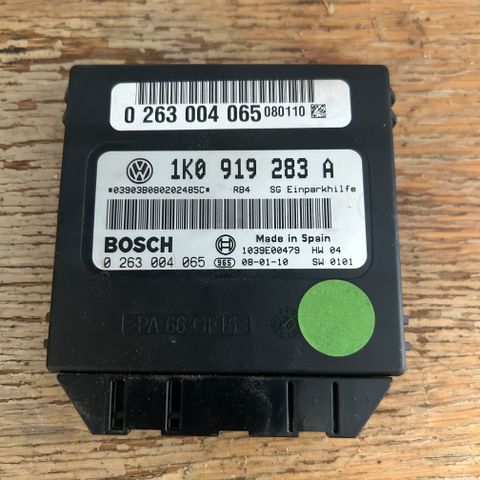 0 263 004 065 080110
1K0 919 283 A
*03903B080202485C* RB4 SG Einparkhilfe
BOSCH Made in Spain
1039E00479 HW 04
0 263 004 065 965 08-01-10 SW 0101
>PA 66-GF15<